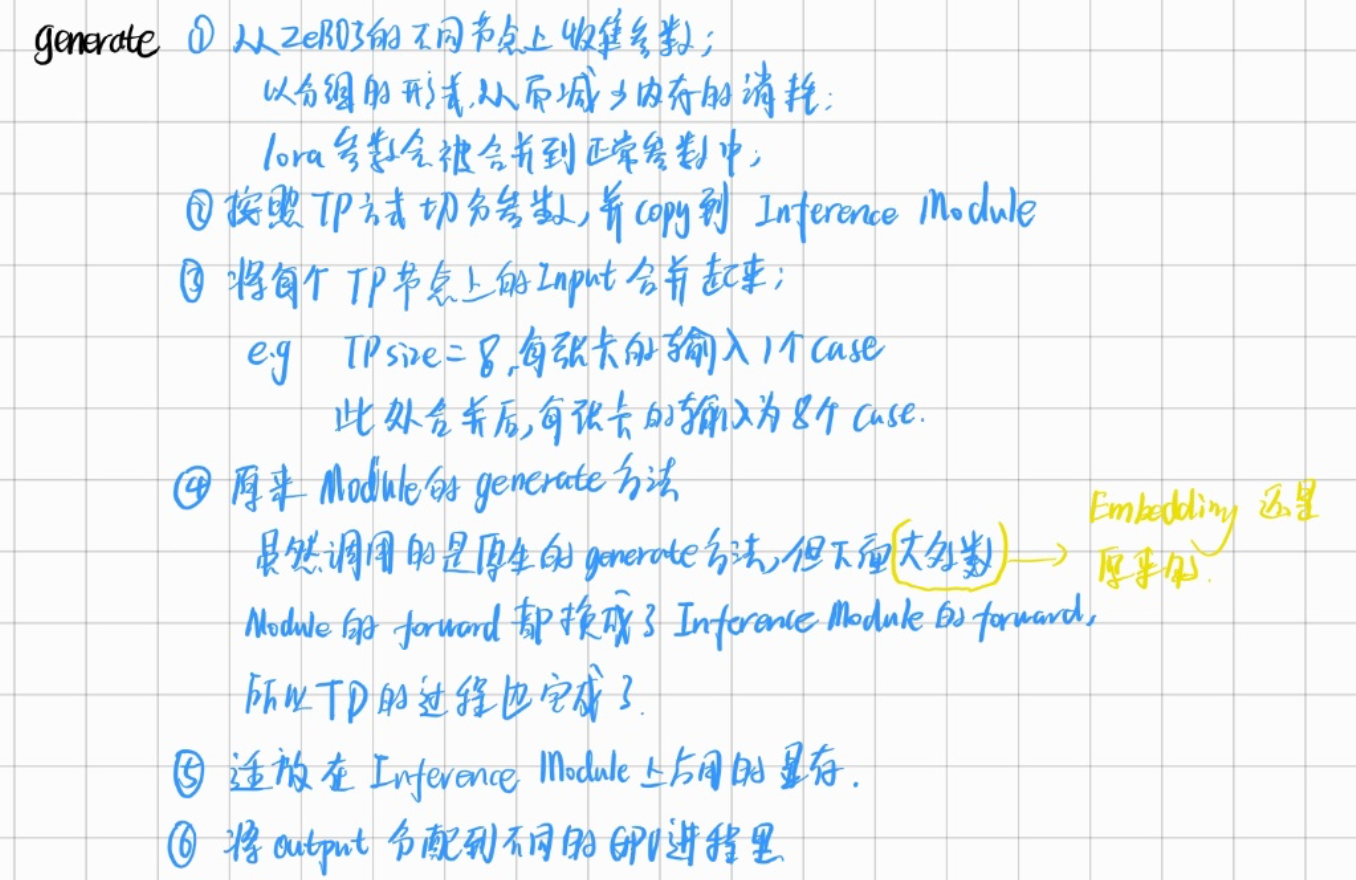 generate ① 从ZeRO3的不同节点上收集参数;
以分组的形式,从而减少内存的消耗;
lora参数会被合并到正常参数中;
② 按照TP方式切分参数,并copy到 Inference Module
③ 将每个TP节点上的Input合并起来;
e.g TPsize=8,每张卡的输入1个case
此处合并后,每张卡的输入为8个case.
④ 原来Module的generate方法
虽然调用的是原生的generate方法,但下面大多数 → Embedding 还是
原来的.
Module的forward都换成了Inference Module的forward,
所以TP的过程也完成了.
⑤ 释放在Inference Module上占用的显存.
⑥ 将output分配到不同的GPU进程里